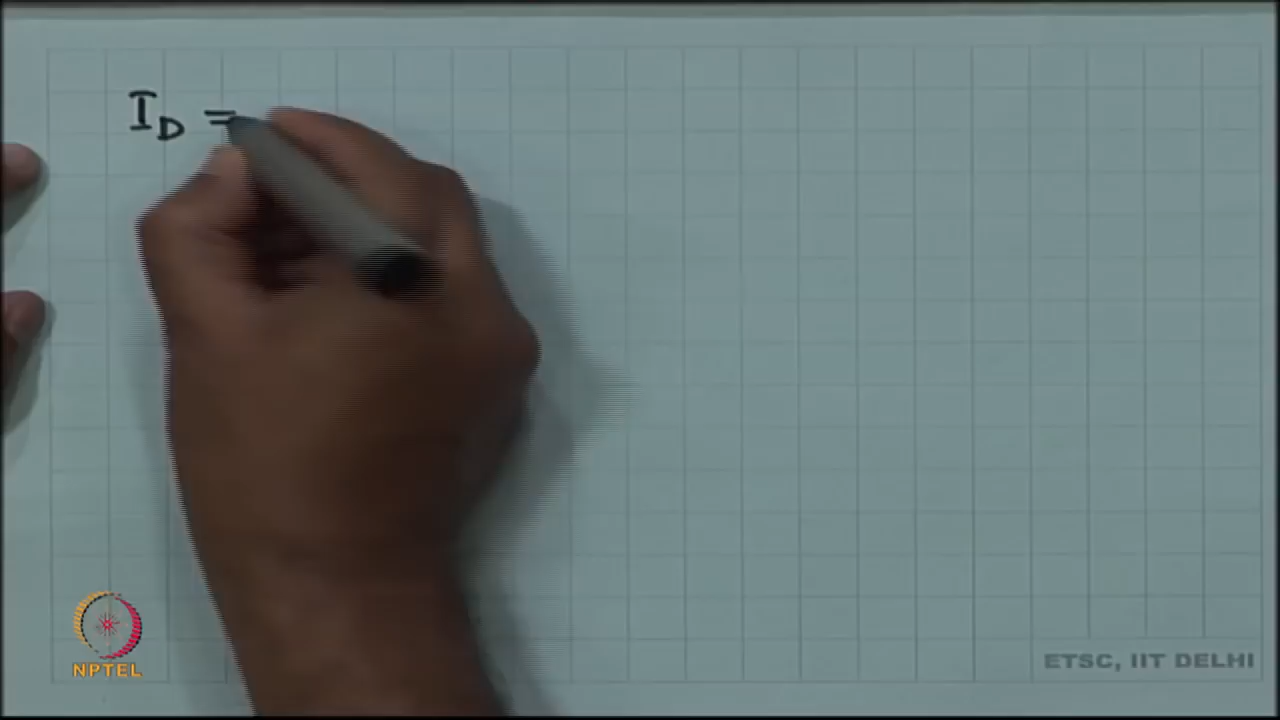 I_D =
NPTEL
ETSC, IIT DELHI